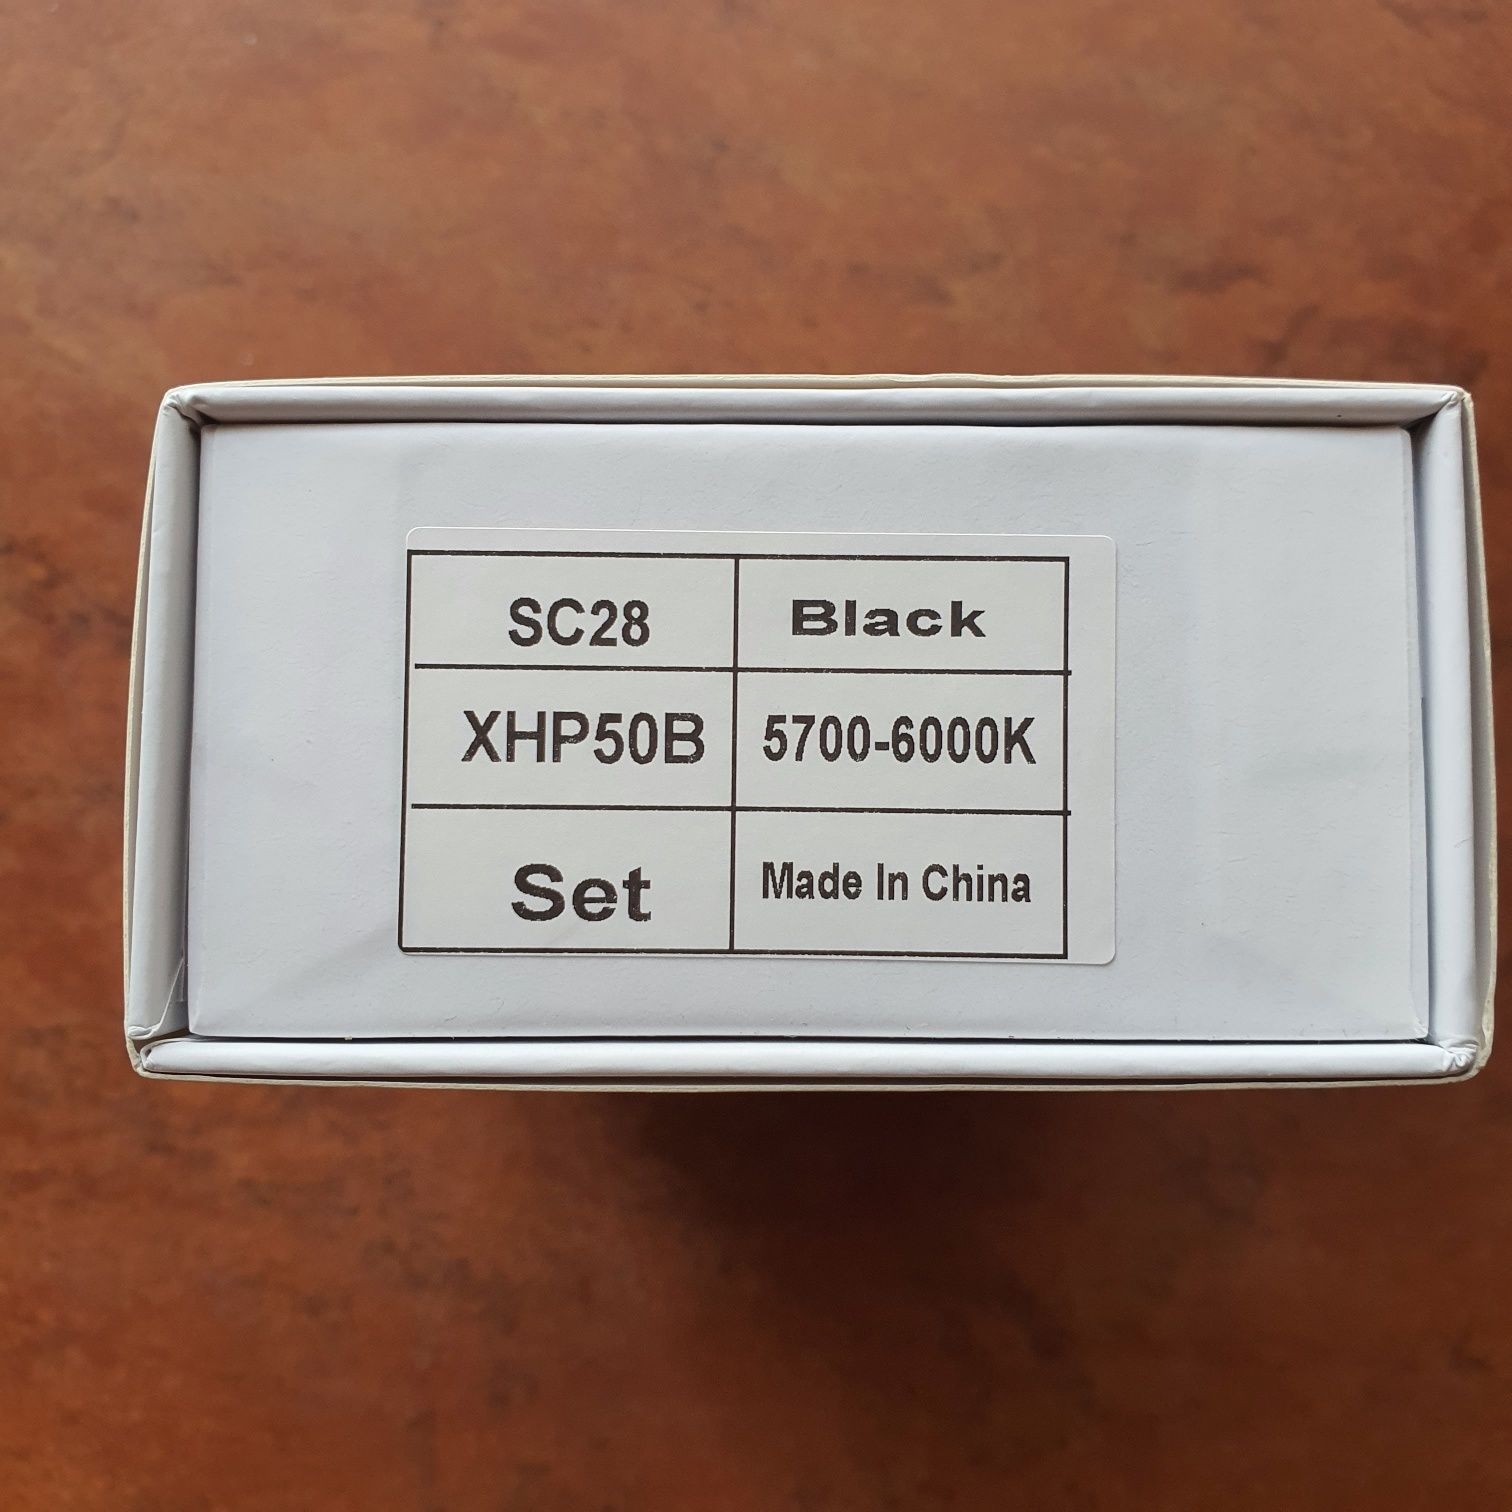 SC28 Black
XHP50B 5700-6000K
Set Made In China